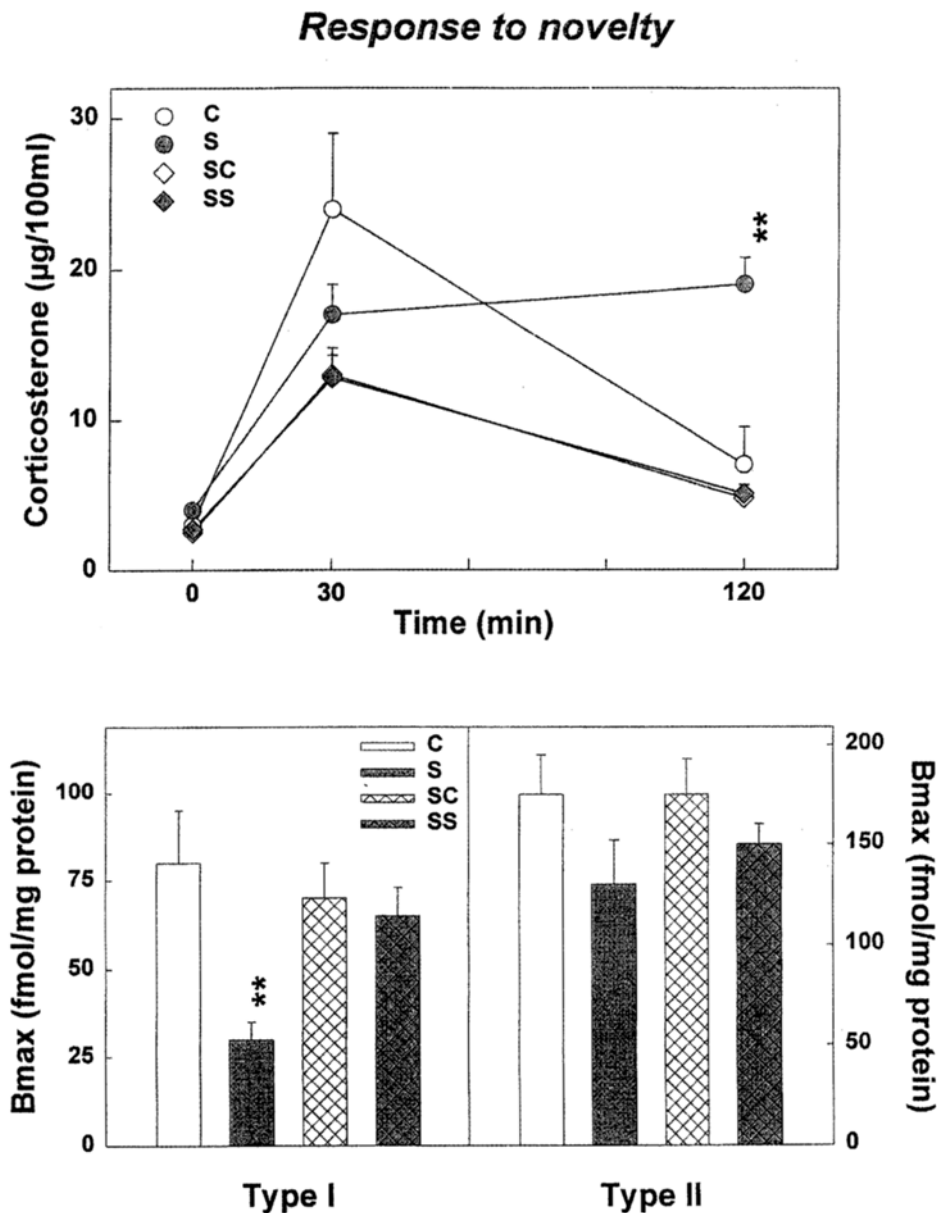 Response to novelty
Corticosterone (µg/100ml)
30
20
10
0
C
S
SC
SS
**
0
30
120
Time (min)
Bmax (fmol/mg protein)
100
75
50
25
0
C
S
SC
SS
**
200
150
100
50
0
Bmax (fmol/mg protein)
Type I
Type II